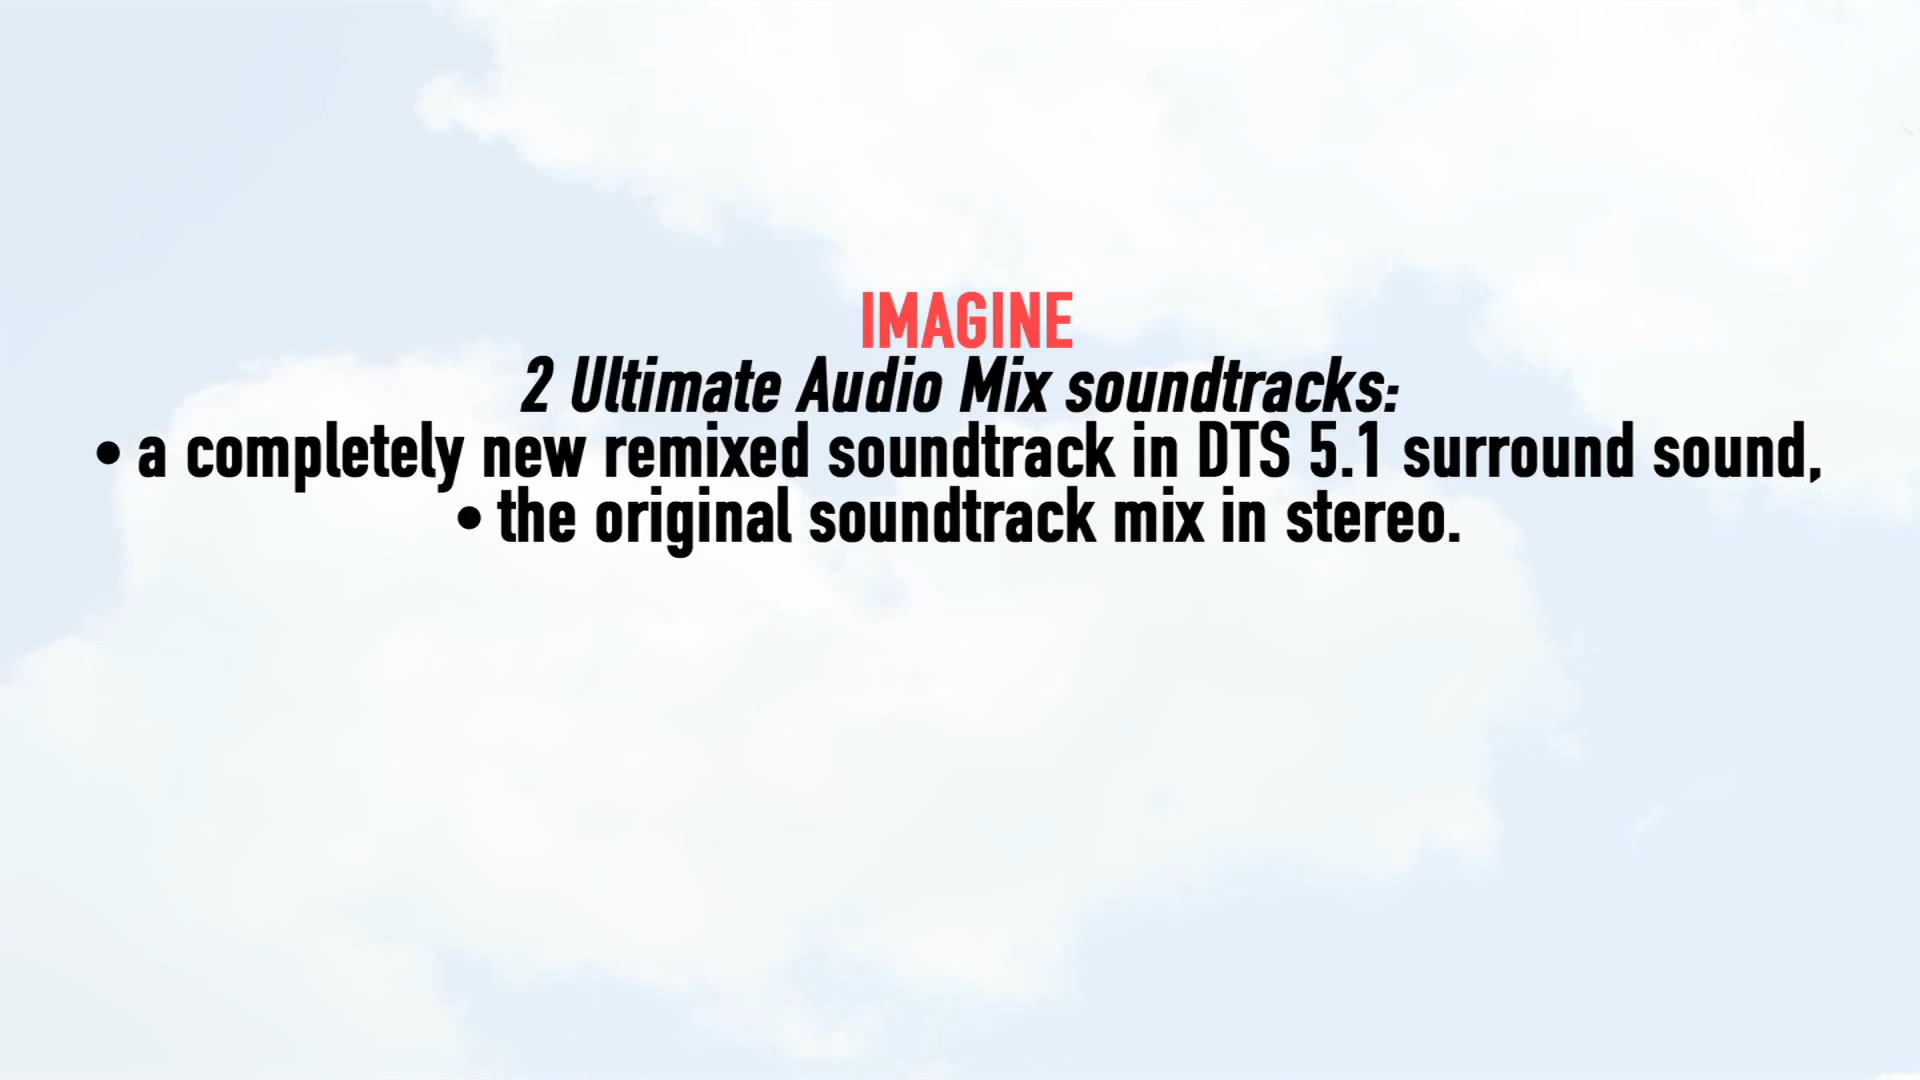 IMAGINE
2 Ultimate Audio Mix soundtracks:
• a completely new remixed soundtrack in DTS 5.1 surround sound,
• the original soundtrack mix in stereo.